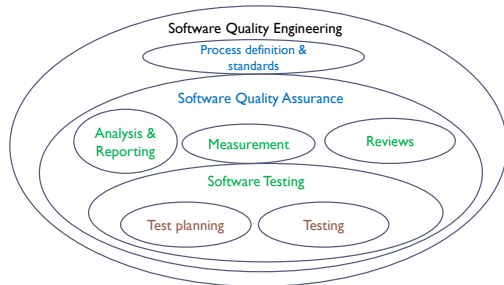 Software Quality Engineering
Process definition &
standards
Software Quality Assurance
Analysis &
Reporting
Measurement
Reviews
Software Testing
Test planning
Testing